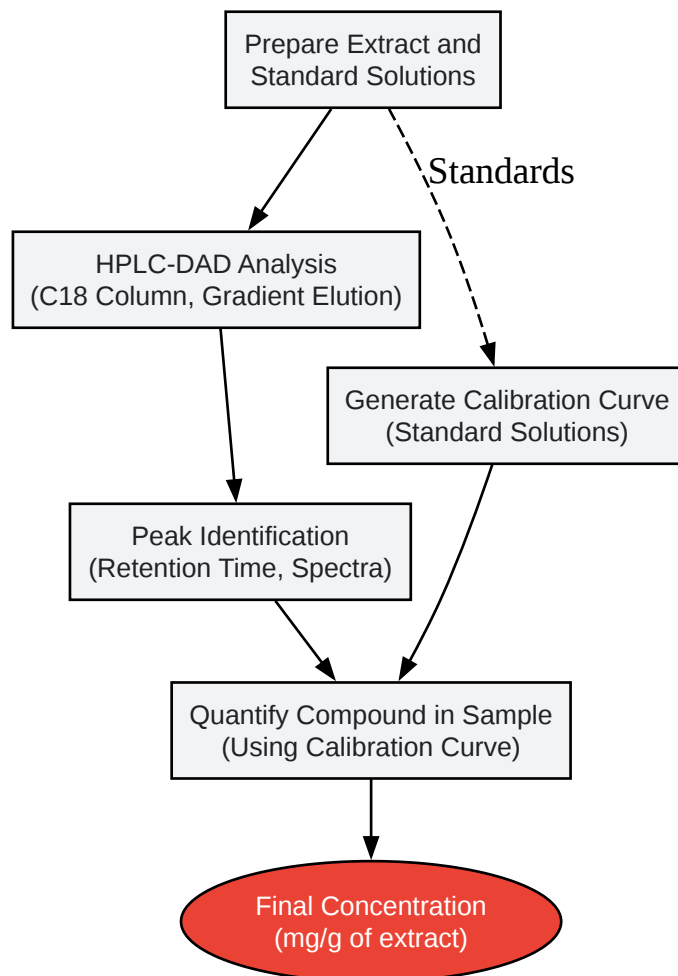 Prepare Extract and
Standard Solutions
Standards
HPLC-DAD Analysis
(C18 Column, Gradient Elution)
Generate Calibration Curve
(Standard Solutions)
Peak Identification
(Retention Time, Spectra)
Quantify Compound in Sample
(Using Calibration Curve)
Final Concentration
(mg/g of extract)